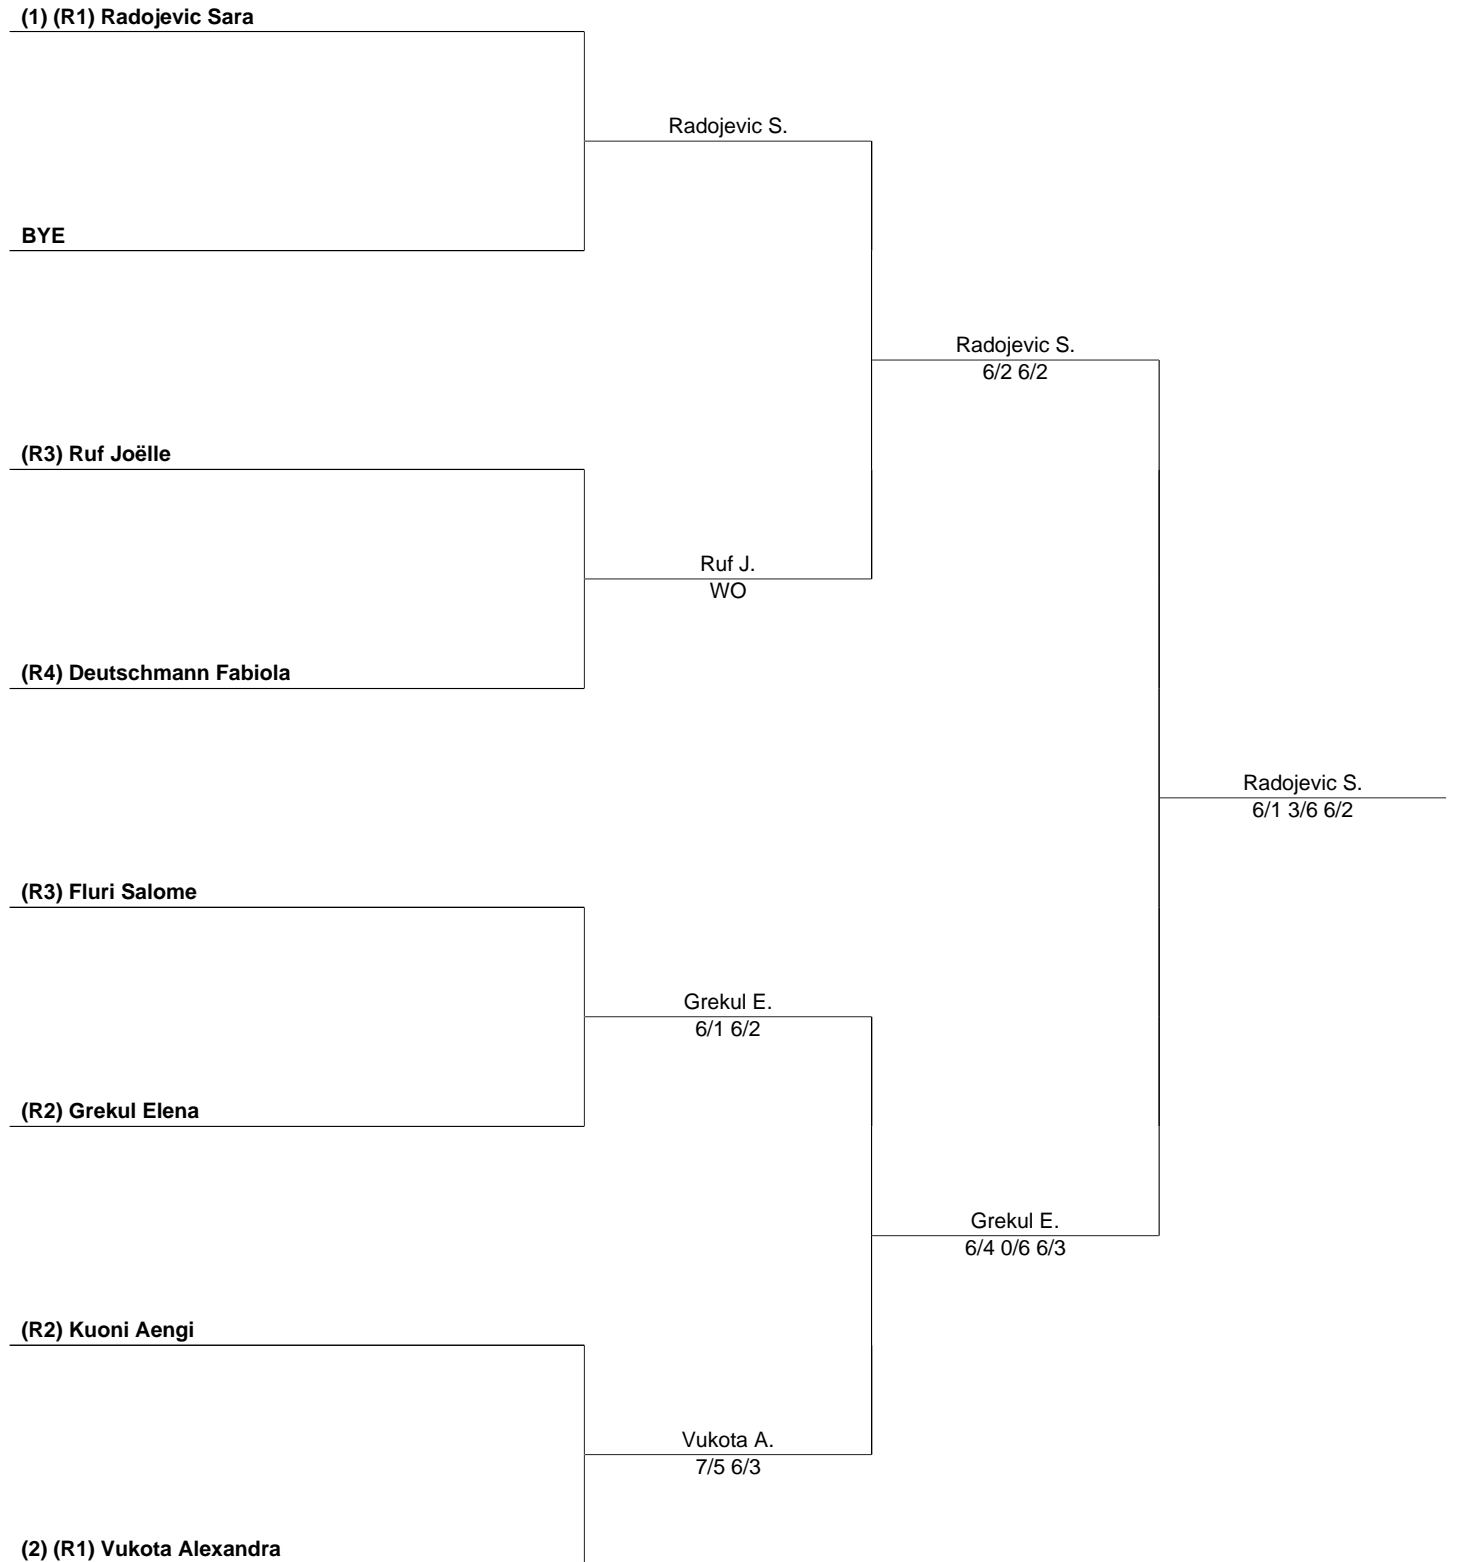 (1) (R1) Radojevic Sara
Radojevic S.
BYE
Radojevic S.
6/2 6/2
(R3) Ruf Joëlle
Ruf J.
WO
(R4) Deutschmann Fabiola
Radojevic S.
6/1 3/6 6/2
(R3) Fluri Salome
Grekul E.
6/1 6/2
(R2) Grekul Elena
Grekul E.
6/4 0/6 6/3
(R2) Kuoni Aengi
Vukota A.
7/5 6/3
(2) (R1) Vukota Alexandra